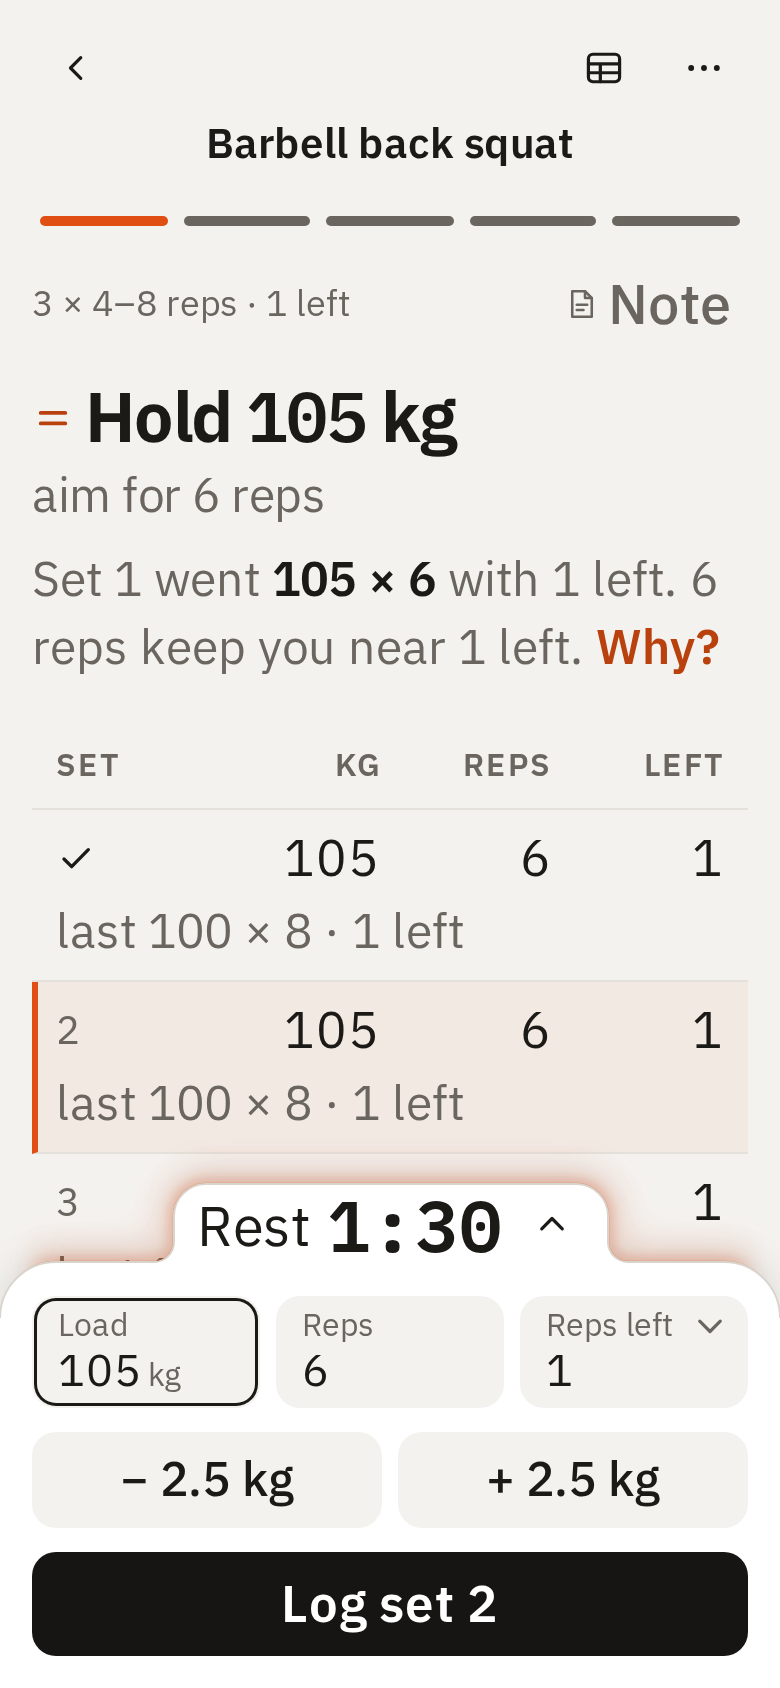 Barbell back squat
3 × 4–8 reps · 1 left
Note
= Hold 105 kg
aim for 6 reps
Set 1 went 105 × 6 with 1 left. 6
reps keep you near 1 left. Why?
SET KG REPS LEFT
✓ 105 6 1
last 100 × 8 · 1 left
2 105 6 1
last 100 × 8 · 1 left
3 1
Rest 1:30
Load Reps Reps left
105 kg 6 1
− 2.5 kg + 2.5 kg
Log set 2